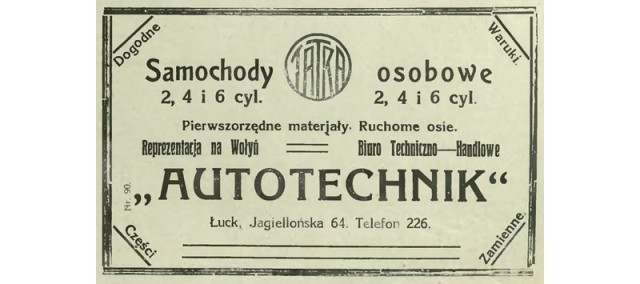 Dogodne
Waruki.
TATRA
Samochody osobowe
2, 4 i 6 cyl. 2, 4 i 6 cyl.
Pierwszorzędne materjały. Ruchome osie.
Reprezentacja na Wołyń Biuro Techniczno—Handlowe
Nr. 90.
„AUTOTECHNIK“
Łuck, Jagiellońska 64. Telefon 226.
Części
Zamienne.